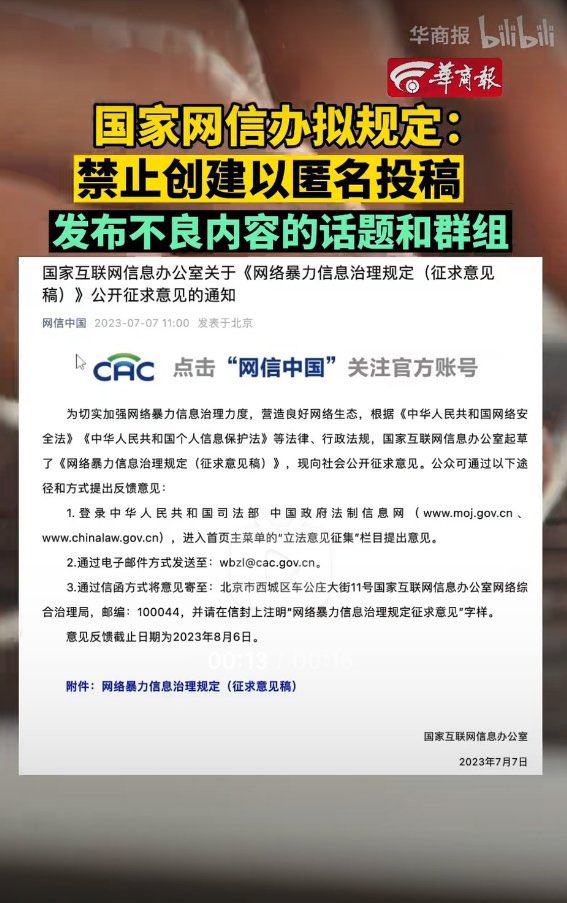 华商报 bilibili
華商報
国家网信办拟规定：
禁止创建以匿名投稿
发布不良内容的话题和群组
国家互联网信息办公室关于《网络暴力信息治理规定（征求意见
稿）》公开征求意见的通知
网信中国 2023-07-07 11:00 发表于北京
CAC 点击“网信中国”关注官方账号
为切实加强网络暴力信息治理力度，营造良好网络生态，根据《中华人民共和国网络安
全法》《中华人民共和国个人信息保护法》等法律、行政法规，国家互联网信息办公室起草
了《网络暴力信息治理规定（征求意见稿）》，现向社会公开征求意见。公众可通过以下途
径和方式提出反馈意见：
1.登录中华人民共和国司法部 中国政府法制信息网（www.moj.gov.cn、
www.chinalaw.gov.cn），进入首页主菜单的“立法意见征集”栏目提出意见。
2.通过电子邮件方式发送至：wbzl@cac.gov.cn。
3.通过信函方式将意见寄至：北京市西城区车公庄大街11号国家互联网信息办公室网络综
合治理局，邮编：100044，并请在信封上注明“网络暴力信息治理规定征求意见”字样。
意见反馈截止日期为2023年8月6日。
00:13 / 00:16
附件：网络暴力信息治理规定（征求意见稿）
国家互联网信息办公室
2023年7月7日